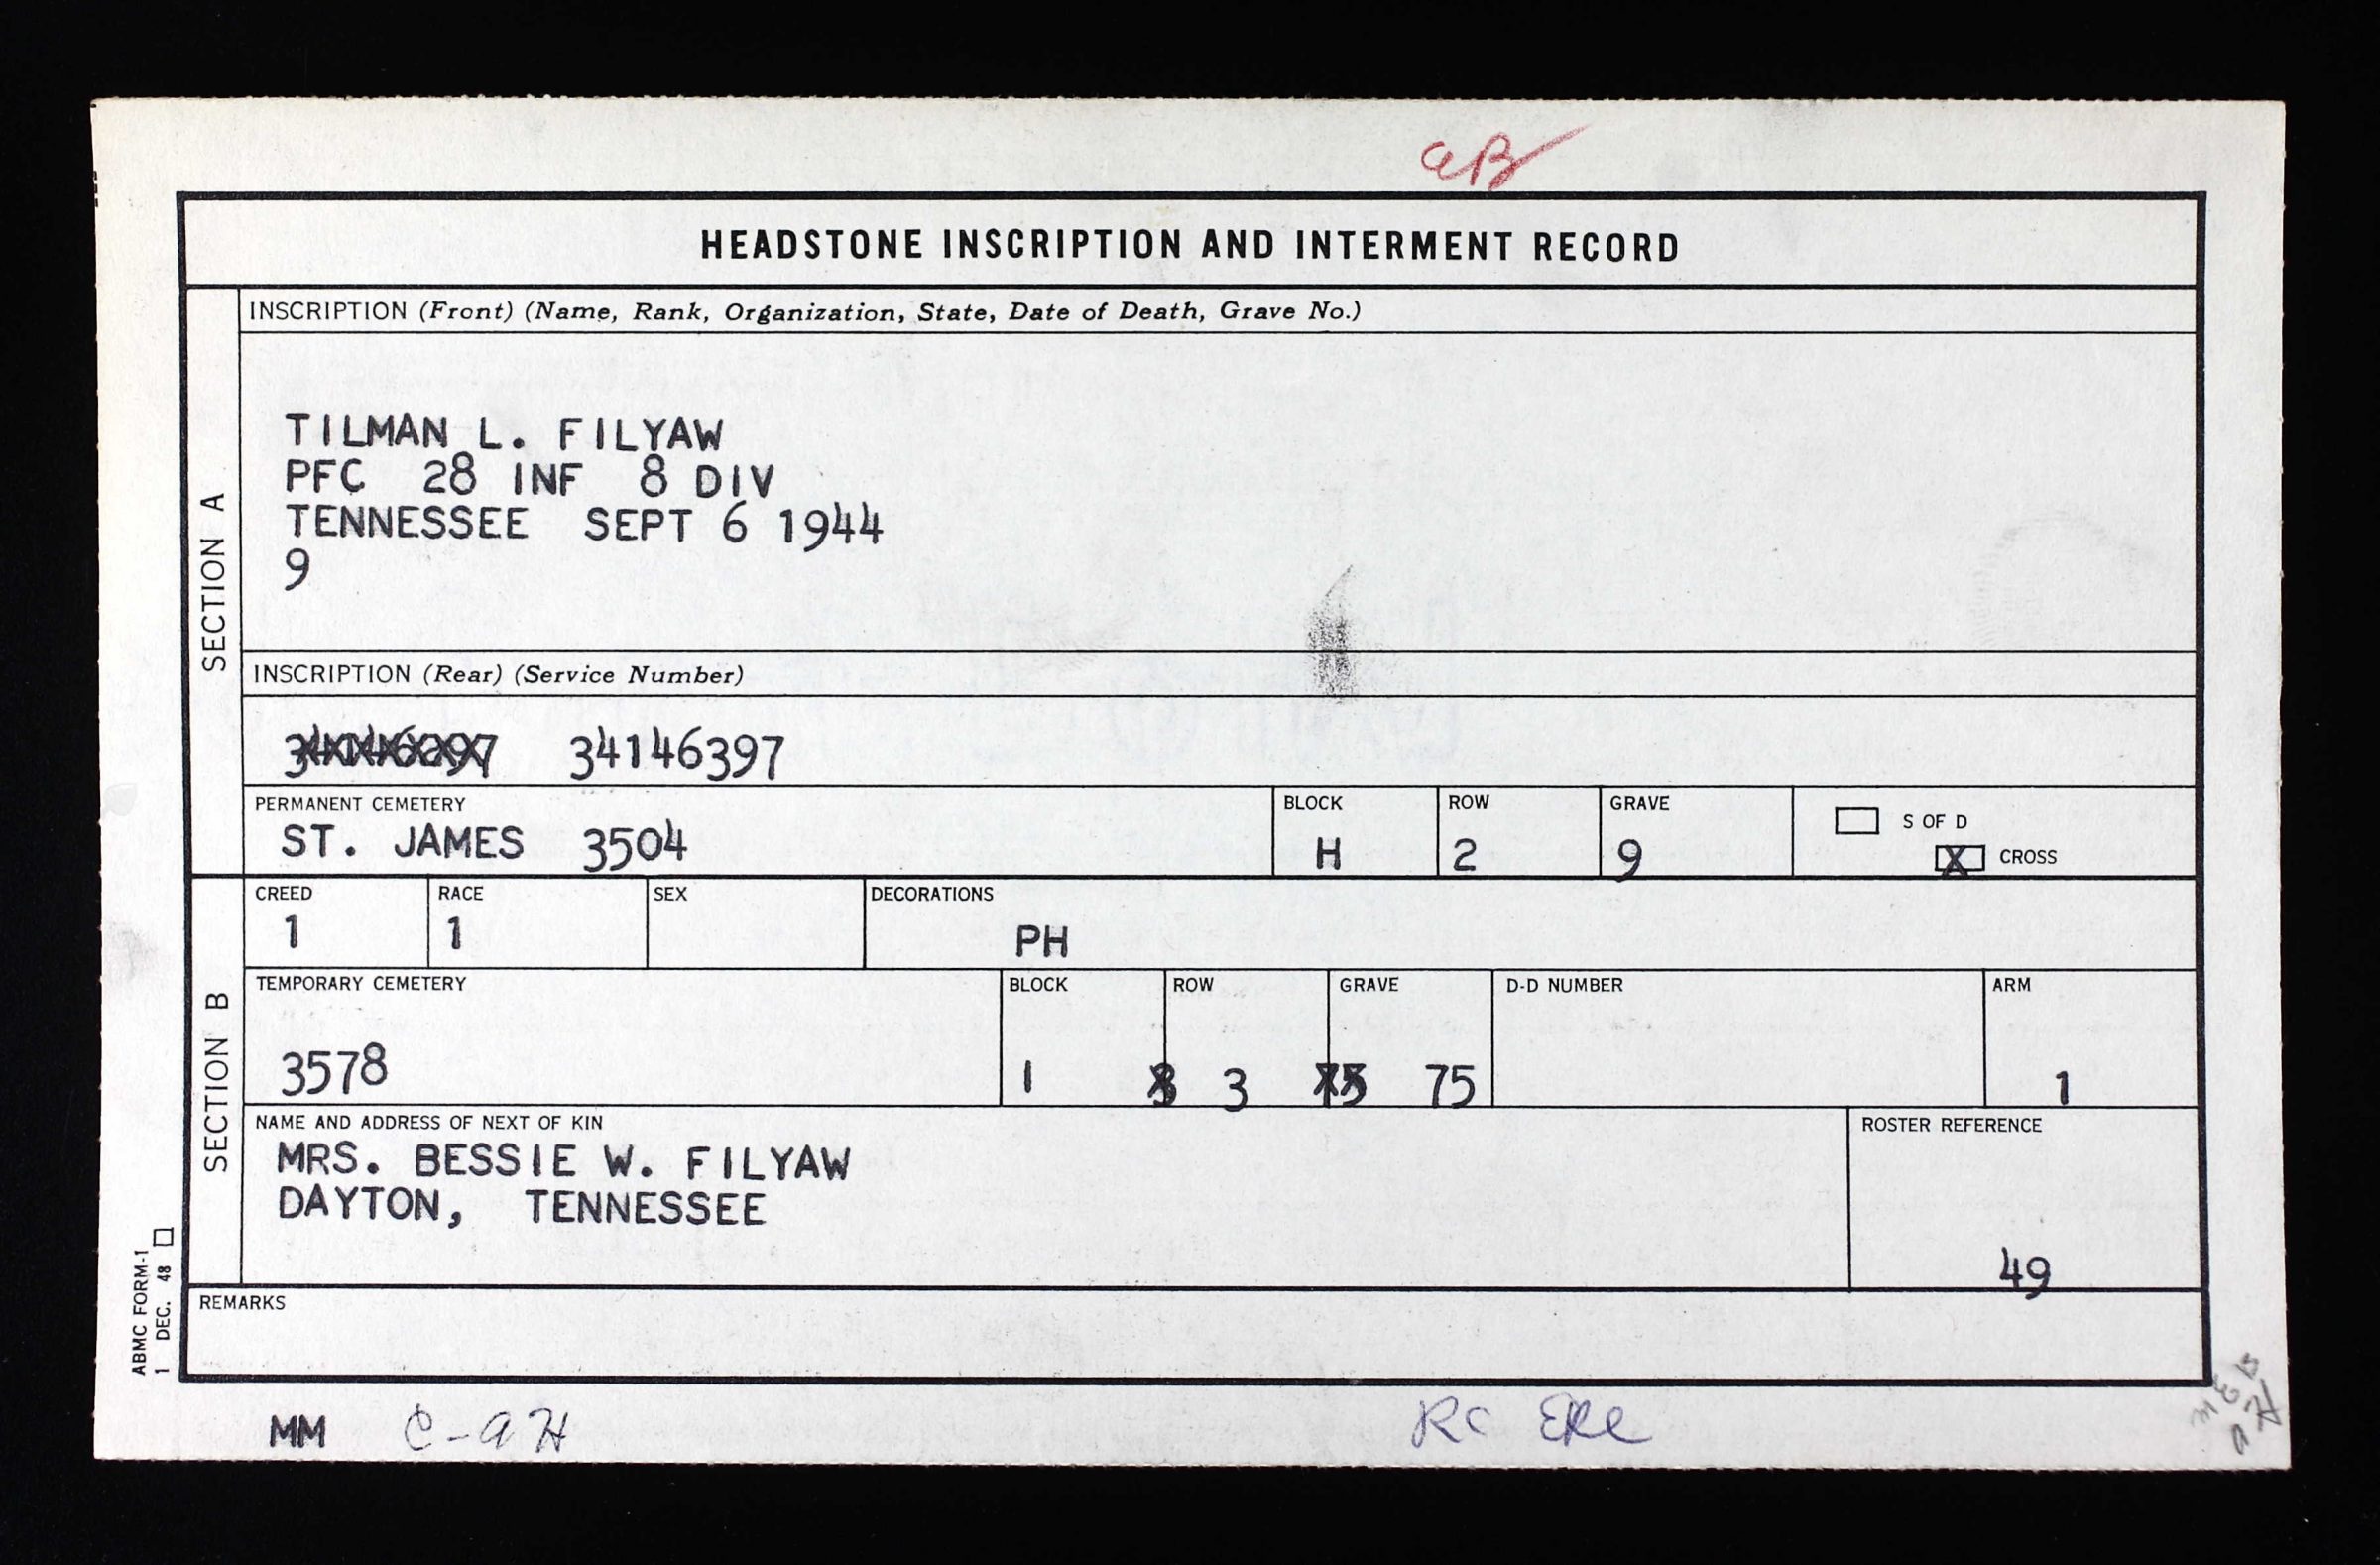 HEADSTONE INSCRIPTION AND INTERMENT RECORD
SECTION A
INSCRIPTION (Front) (Name, Rank, Organization, State, Date of Death, Grave No.)
TILMAN L. FILYAW
PFC 28 INF 8 DIV
TENNESSEE SEPT 6 1944
9
INSCRIPTION (Rear) (Service Number)
34146397
PERMANENT CEMETERY
ST. JAMES 3504
BLOCK
H
ROW
2
GRAVE
9
S OF D
X CROSS
SECTION B
CREED
1
RACE
1
SEX
DECORATIONS
PH
TEMPORARY CEMETERY
3578
BLOCK
1
ROW
3
GRAVE
75
D-D NUMBER
ARM
1
NAME AND ADDRESS OF NEXT OF KIN
MRS. BESSIE W. FILYAW
DAYTON, TENNESSEE
ROSTER REFERENCE
49
REMARKS
ABMC FORM-1
1 DEC. 48
MM C-aH